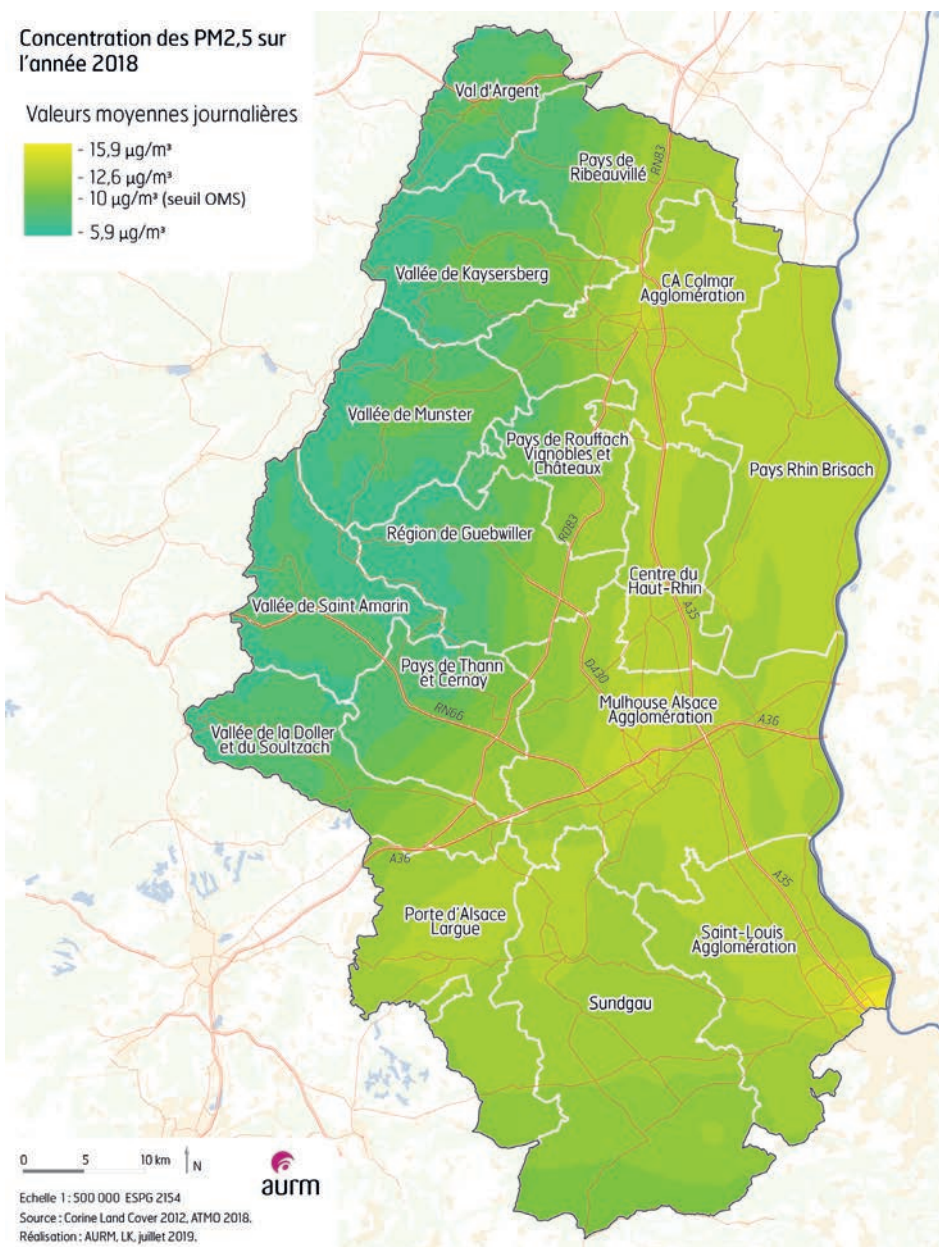 Concentration des PM2,5 sur
l'année 2018
Valeurs moyennes journalières
- 15,9 µg/m³
- 12,6 µg/m³
- 10 µg/m³ (seuil OMS)
- 5,9 µg/m³
Val d'Argent
Pays de
Ribeauvillé
RN83
Vallée de Kaysersberg
CA Colmar
Agglomération
Vallée de Munster
Pays de Rouffach
Vignobles et
Châteaux
Pays Rhin Brisach
Région de Guebwiller
RD83
Centre du
Haut-Rhin
A35
Vallée de Saint Amarin
Pays de Thann
et Cernay
D430
RN66
Mulhouse Alsace
Agglomération
A36
Vallée de la Doller
et du Soultzach
A36
A35
Porte d'Alsace
Largue
Saint-Louis
Agglomération
Sundgau
0 5 10 km
N
aurm
Echelle 1 : 500 000 ESPG 2154
Source : Corine Land Cover 2012, ATMO 2018.
Réalisation : AURM, LK, juillet 2019.